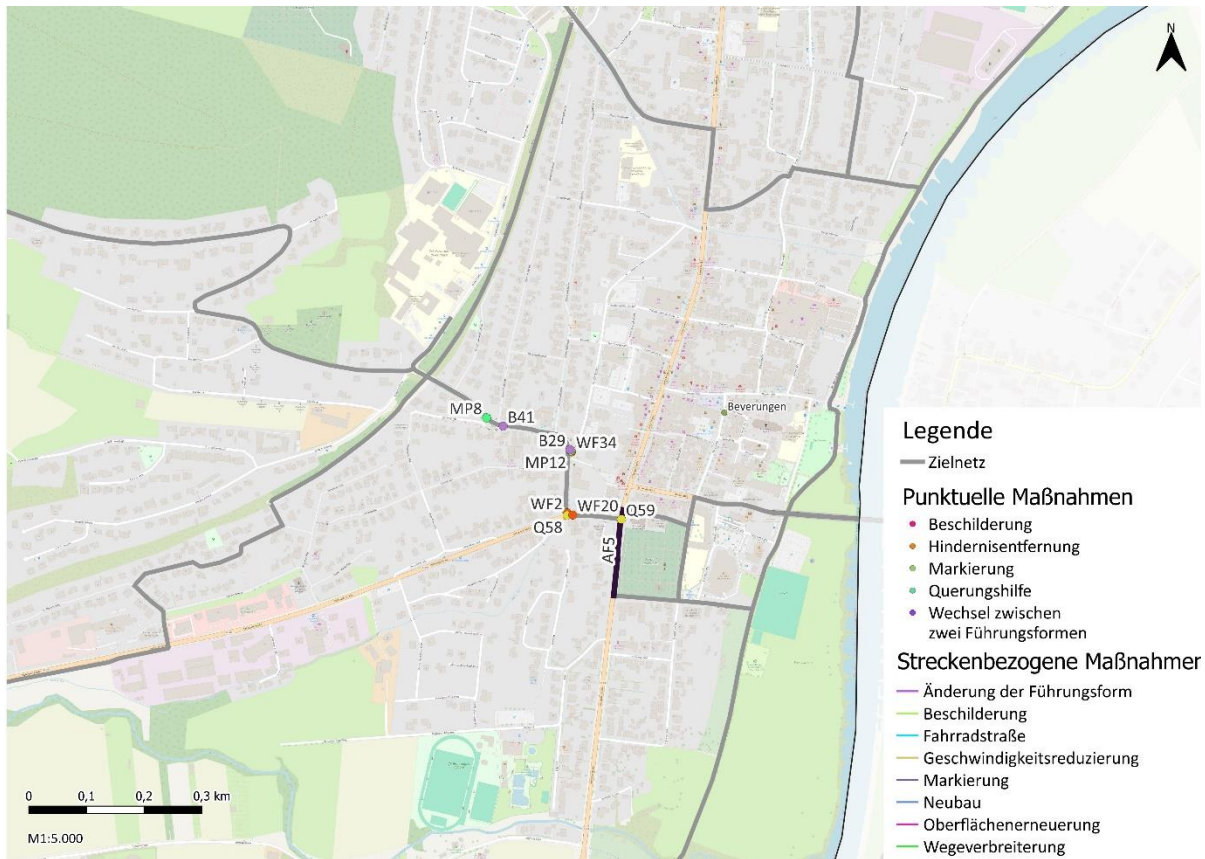 N
MP8
B41
B29
WF34
MP12
WF2
WF20
Q58
Q59
AF5
Beverungen
Legende
Zielnetz
Punktuelle Maßnahmen
Beschilderung
Hindernisentfernung
Markierung
Querungshilfe
Wechsel zwischen
zwei Führungsformen
Streckenbezogene Maßnahmen
Änderung der Führungsform
Beschilderung
Fahrradstraße
Geschwindigkeitsreduzierung
Markierung
Neubau
Oberflächenerneuerung
Wegeverbreiterung
0 0,1 0,2 0,3 km
M1:5.000